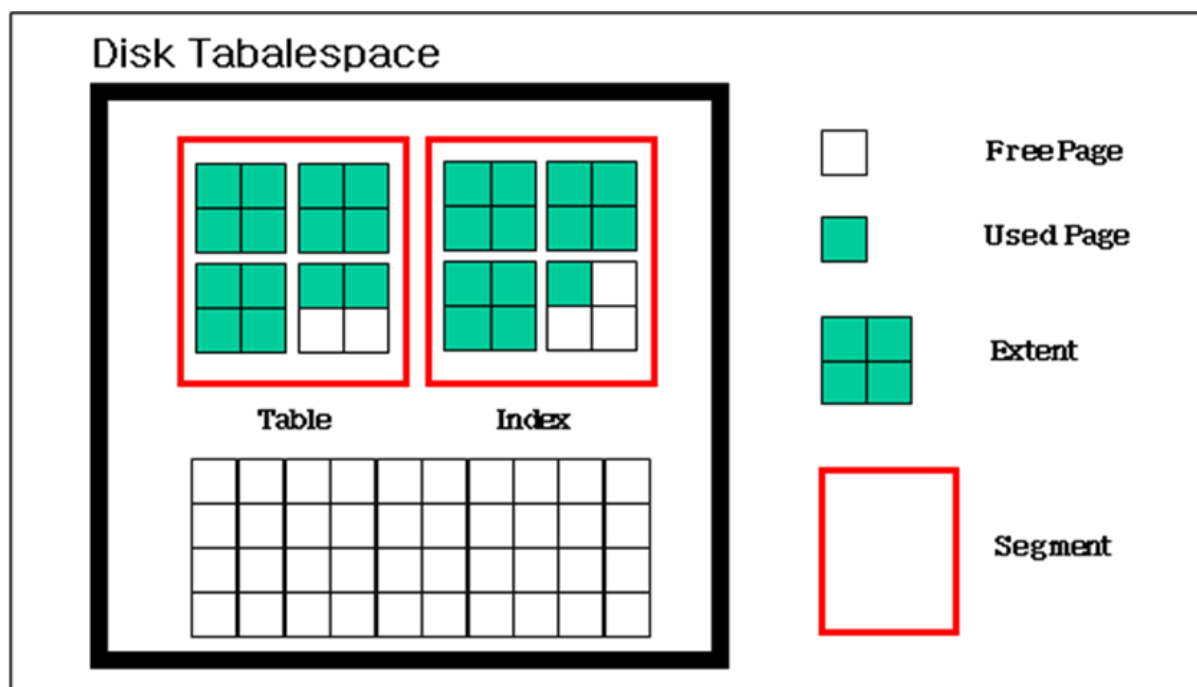 Disk Tabalespace
Free Page
Used Page
Extent
Table
Index
Segment